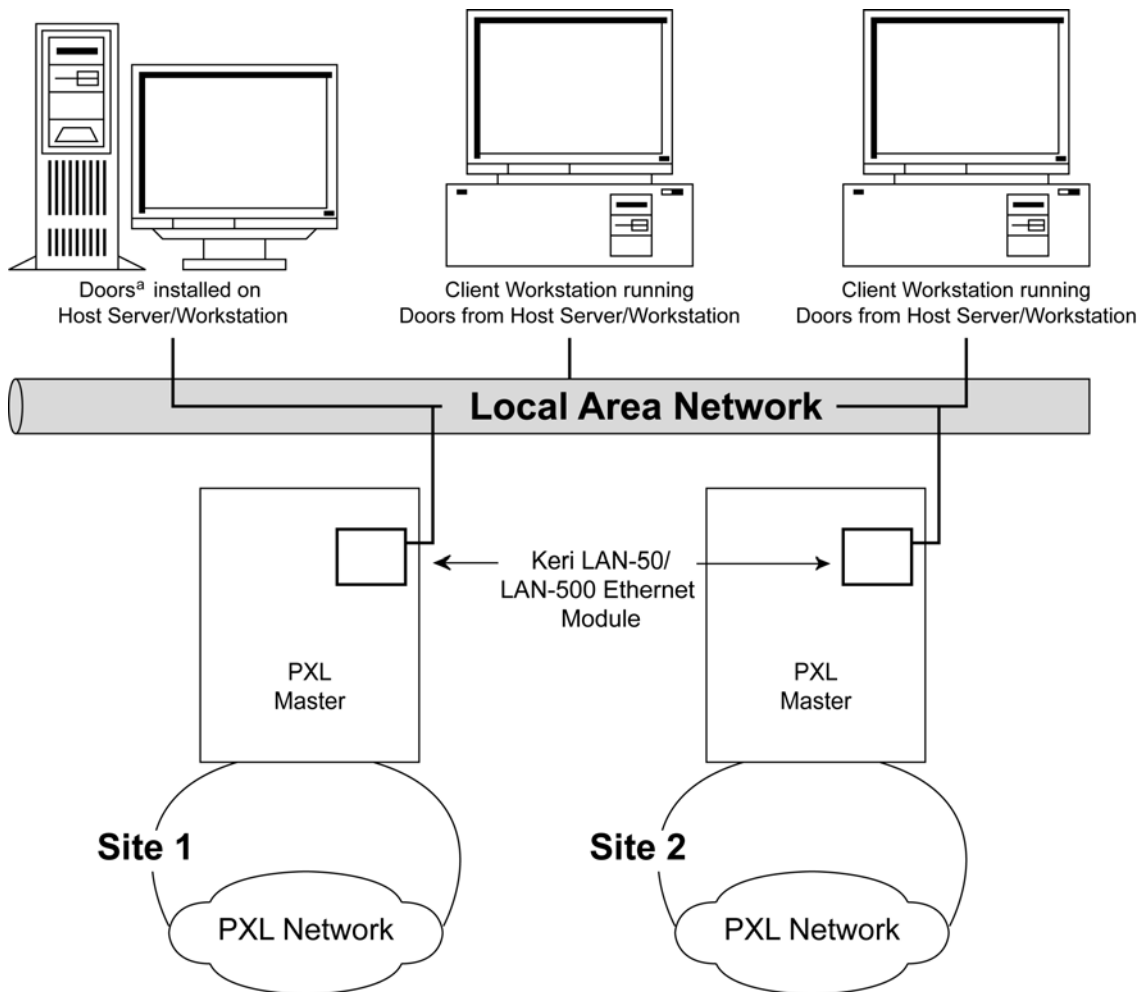 Doorsᵃ installed on
Host Server/Workstation
Client Workstation running
Doors from Host Server/Workstation
Client Workstation running
Doors from Host Server/Workstation
Local Area Network
Keri LAN-50/
LAN-500 Ethernet
Module
PXL
Master
PXL
Master
Site 1
Site 2
PXL Network
PXL Network